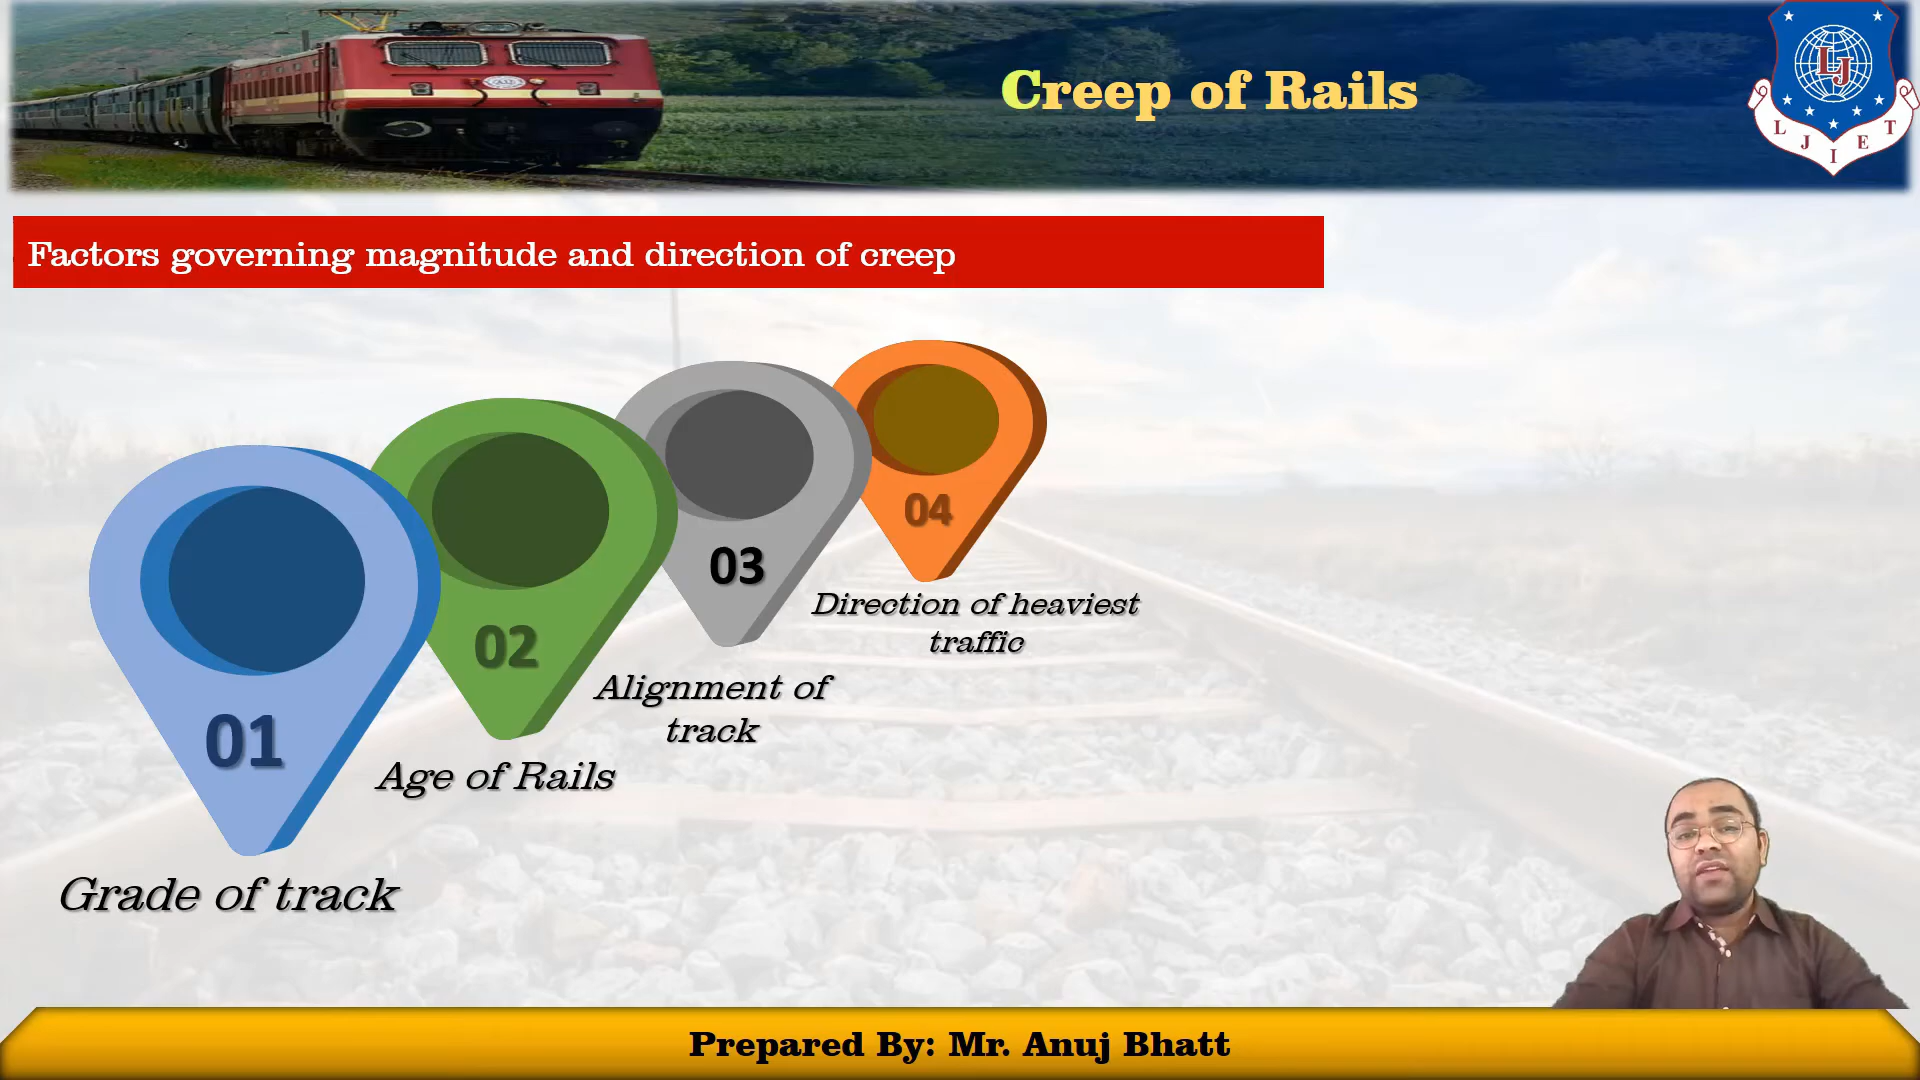 Creep of Rails
LJ
L J I E T
Factors governing magnitude and direction of creep
04
03
Direction of heaviest
traffic
02
Alignment of
track
01
Age of Rails
Grade of track
Prepared By: Mr. Anuj Bhatt